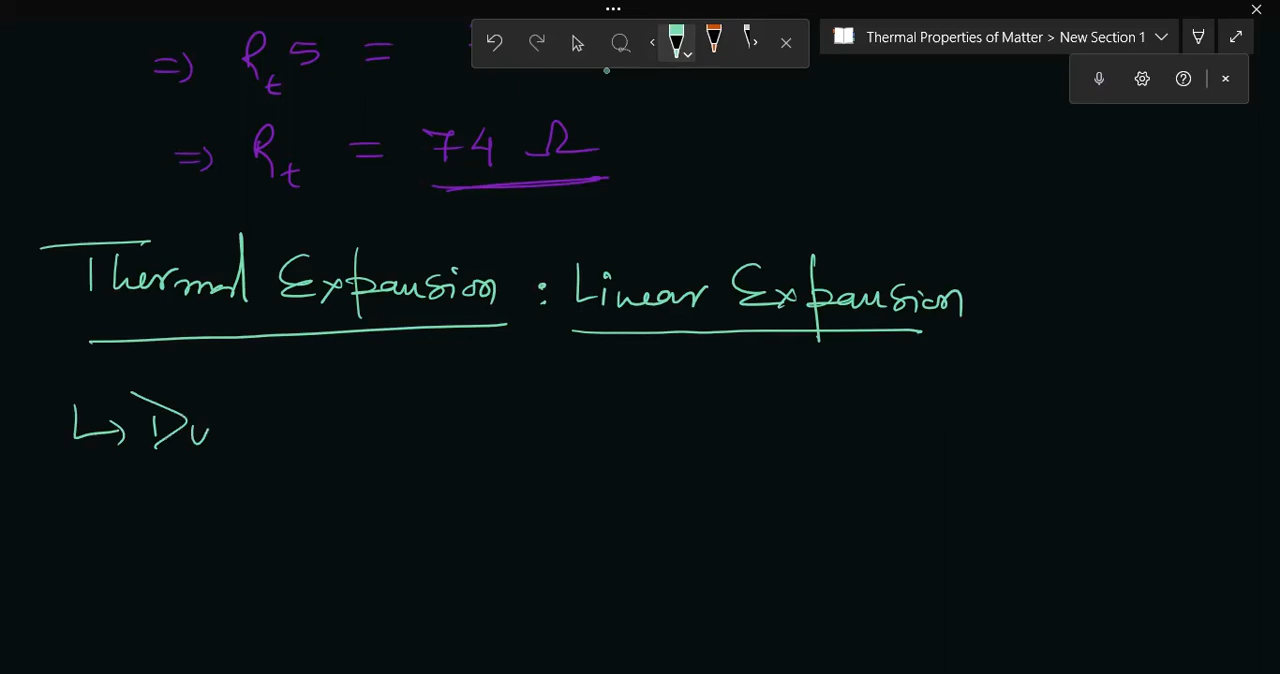 Thermal Properties of Matter > New Section 1
=> Rt 5 =
=> Rt = 74 Ω
Thermal Expansion : Linear Expansion
↳ Du